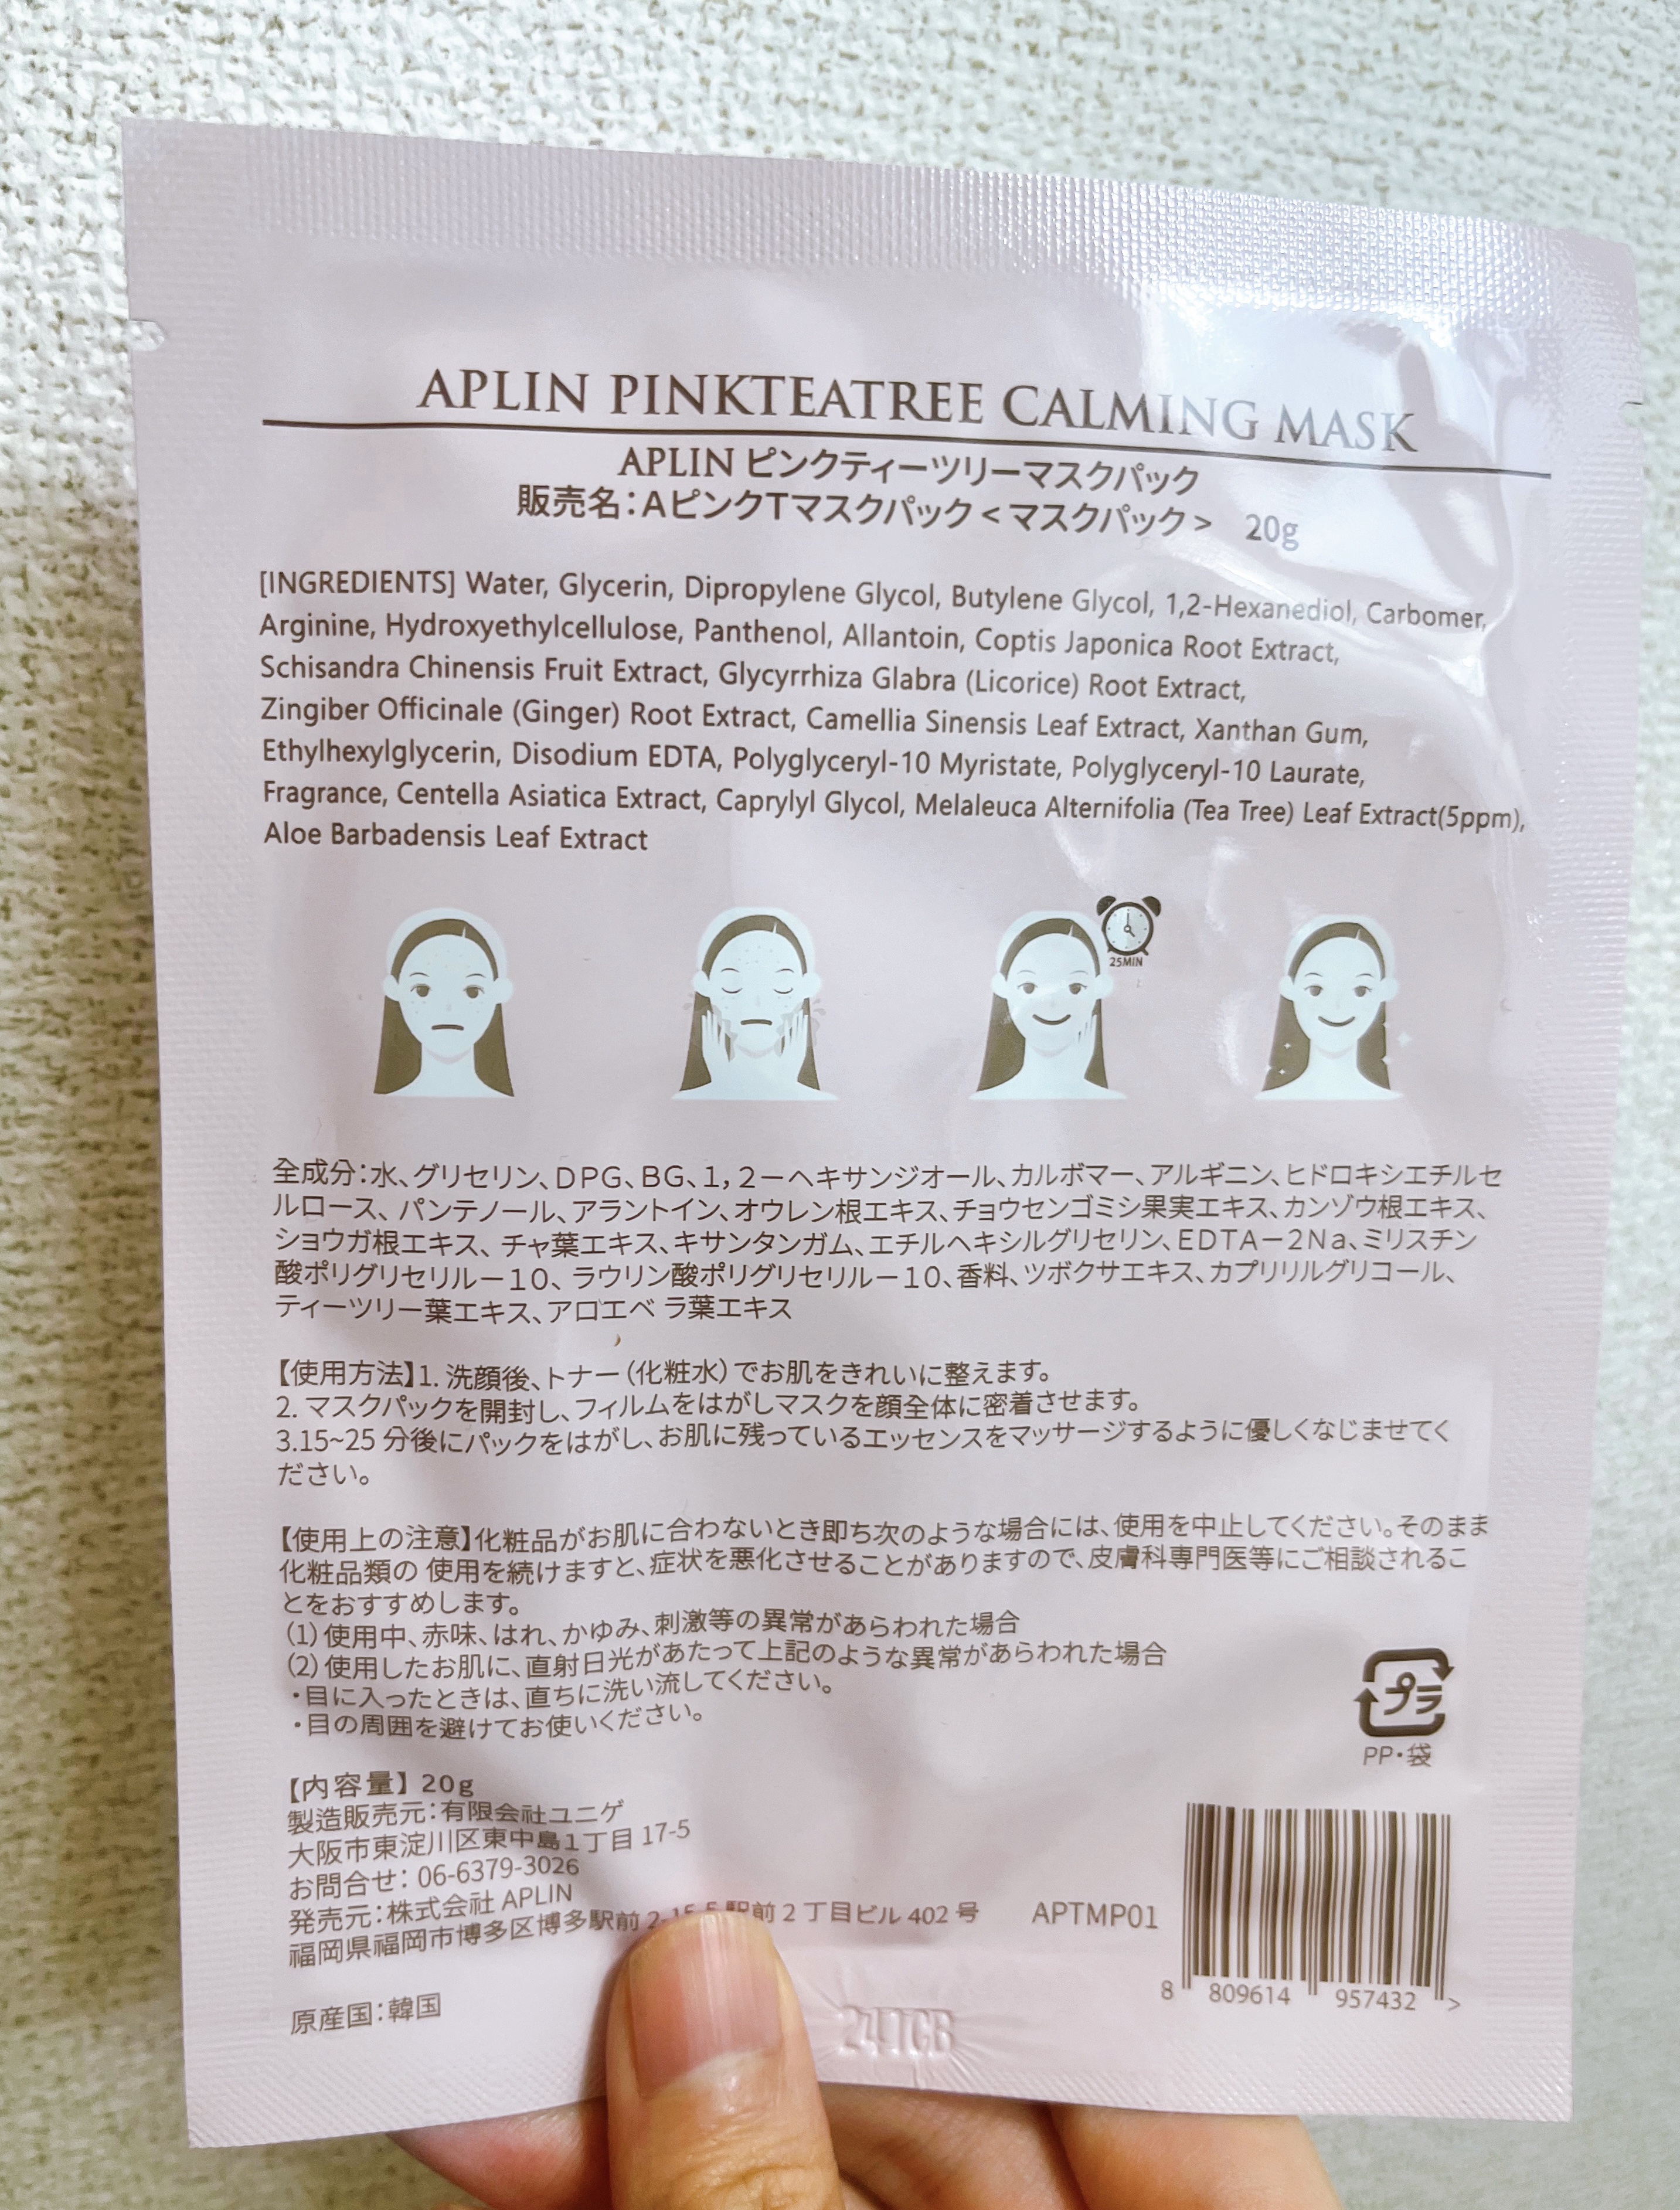 APLIN PINKTEATREE CALMING MASK
APLIN ピンクティーツリーマスクパック
販売名：AピンクTマスクパック＜マスクパック＞ 20g
[INGREDIENTS] Water, Glycerin, Dipropylene Glycol, Butylene Glycol, 1,2-Hexanediol, Carbomer,
Arginine, Hydroxyethylcellulose, Panthenol, Allantoin, Coptis Japonica Root Extract,
Schisandra Chinensis Fruit Extract, Glycyrrhiza Glabra (Licorice) Root Extract,
Zingiber Officinale (Ginger) Root Extract, Camellia Sinensis Leaf Extract, Xanthan Gum,
Ethylhexylglycerin, Disodium EDTA, Polyglyceryl-10 Myristate, Polyglyceryl-10 Laurate,
Fragrance, Centella Asiatica Extract, Caprylyl Glycol, Melaleuca Alternifolia (Tea Tree) Leaf Extract(5ppm),
Aloe Barbadensis Leaf Extract
25MIN
全成分：水、グリセリン、DPG、BG、1，2－ヘキサンジオール、カルボマー、アルギニン、ヒドロキシエチルセ
ルロース、パンテノール、アラントイン、オウレン根エキス、チョウセンゴミシ果実エキス、カンゾウ根エキス、
ショウガ根エキス、チャ葉エキス、キサンタンガム、エチルヘキシルグリセリン、EDTA－2Na、ミリスチン
酸ポリグリセリル－10、ラウリン酸ポリグリセリル－10、香料、ツボクサエキス、カプリリルグリコール、
ティーツリー葉エキス、アロエベ ラ葉エキス
【使用方法】1. 洗顔後、トナー（化粧水）でお肌をきれいに整えます。
2. マスクパックを開封し、フィルムをはがしマスクを顔全体に密着させます。
3.15~25 分後にパックをはがし、お肌に残っているエッセンスをマッサージするように優しくなじませてく
ださい。
【使用上の注意】化粧品がお肌に合わないとき即ち次のような場合には、使用を中止してください。そのまま
化粧品類の 使用を続けますと、症状を悪化させることがありますので、皮膚科専門医等にご相談されるこ
とをおすすめします。
(1) 使用中、赤味、はれ、かゆみ、刺激等の異常があらわれた場合
(2) 使用したお肌に、直射日光があたって上記のような異常があらわれた場合
・目に入ったときは、直ちに洗い流してください。
・目の周囲を避けてお使いください。
プラ
PP・袋
【内容量】20g
製造販売元：有限会社ユニゲ
大阪市東淀川区東中島1丁目 17-5
お問合せ： 06-6379-3026
発売元：株式会社 APLIN
福岡県福岡市博多区博多駅前 前 2 丁目ビル 402 号
APTMP01
8 809614 957432 >
原産国：韓国